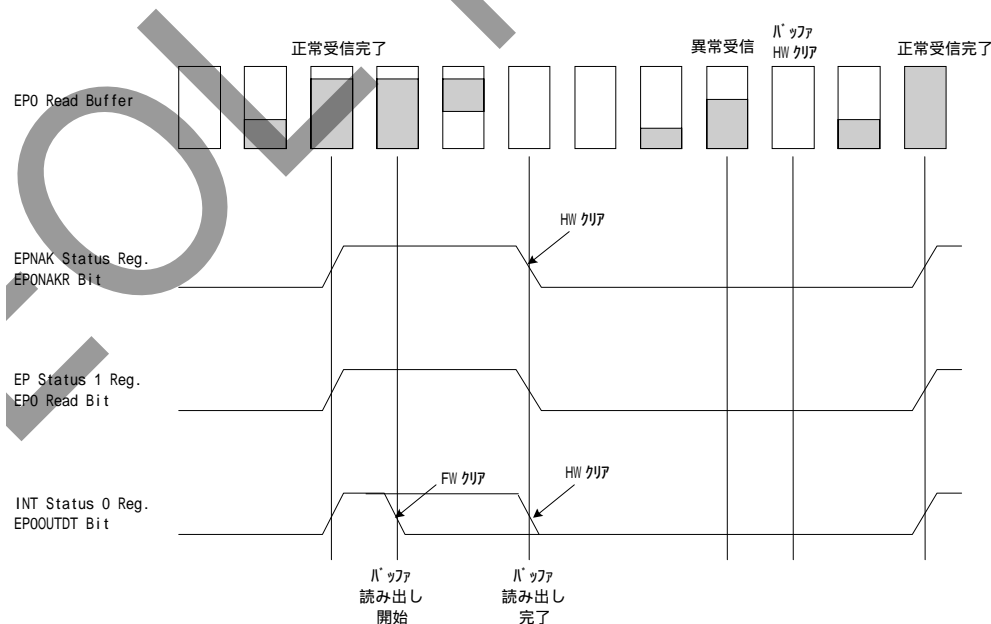 正常受信完了
異常受信
バッファ
HW クリア
正常受信完了
EP0 Read Buffer
HW クリア
EPNAK Status Reg.
EP0NAKR Bit
EP Status 1 Reg.
EP0 Read Bit
FW クリア
HW クリア
INT Status 0 Reg.
EP0OUTDT Bit
バッファ
読み出し
開始
バッファ
読み出し
完了